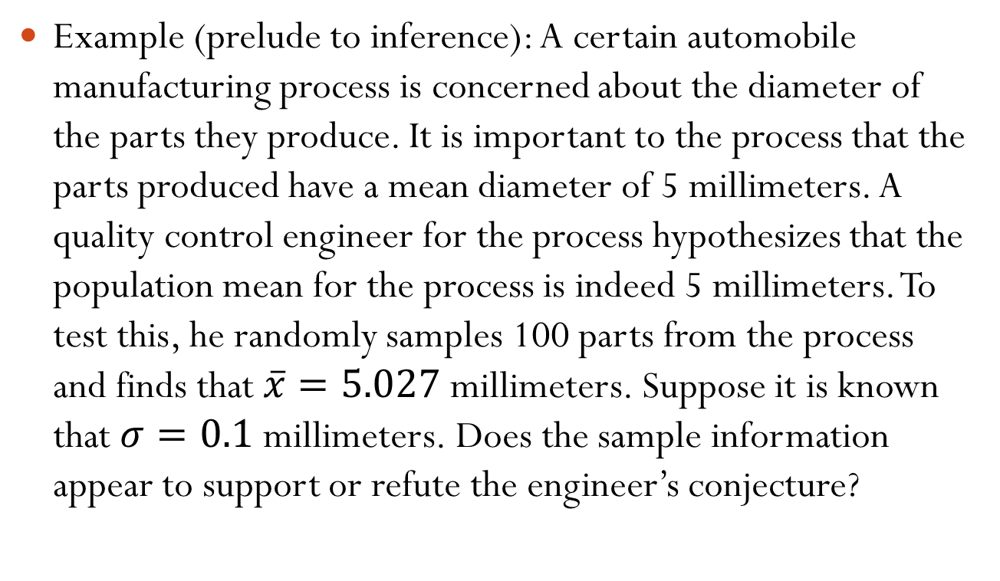 • Example (prelude to inference): A certain automobile
manufacturing process is concerned about the diameter of
the parts they produce. It is important to the process that the
parts produced have a mean diameter of 5 millimeters. A
quality control engineer for the process hypothesizes that the
population mean for the process is indeed 5 millimeters. To
test this, he randomly samples 100 parts from the process
and finds that x̄ = 5.027 millimeters. Suppose it is known
that σ = 0.1 millimeters. Does the sample information
appear to support or refute the engineer’s conjecture?